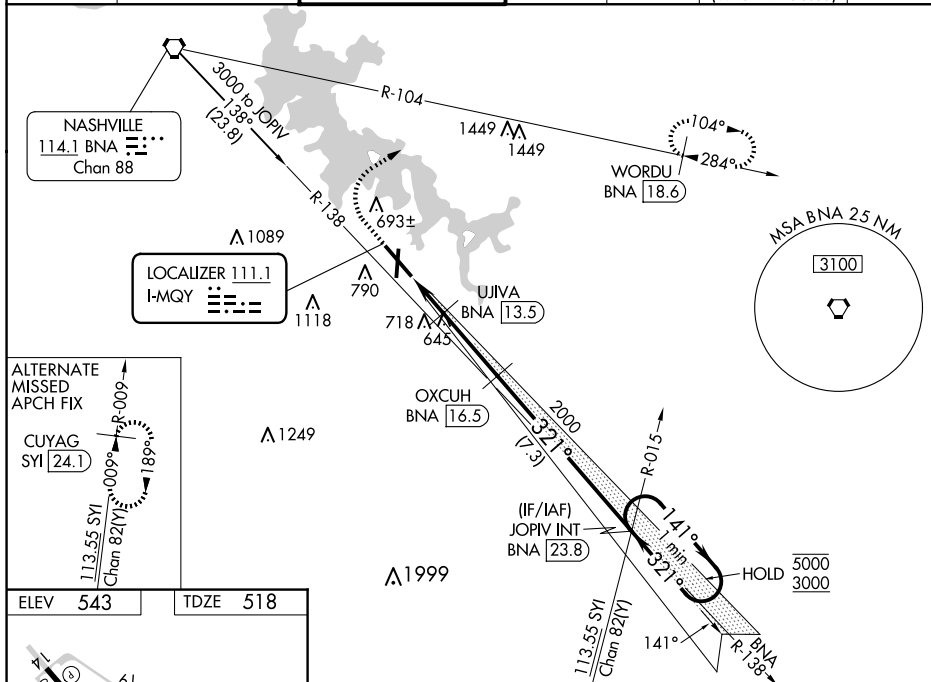 3000 to JOPIV
138°
(23.8)
R-104
NASHVILLE
114.1 BNA
Chan 88
1449
1449
104°
284°
WORDU
BNA 18.6
R-138
693±
MSA BNA 25 NM
3100
1089
LOCALIZER 111.1
I-MQY
790
1118
UJIVA
BNA 13.5
718
645
ALTERNATE
MISSED
APCH FIX
R-009
CUYAG
SYI 24.1
009°
189°
113.55 SYI
Chan 82(Y)
1249
OXCUH
BNA 16.5
2000
321°
(7.3)
R-015
(IF/IAF)
JOPIV INT
BNA 23.8
141°
1 min
321°
HOLD 5000
3000
1999
113.55 SYI
Chan 82(Y)
141°
BNA
R-138
ELEV 543
TDZE 518
14
P
19